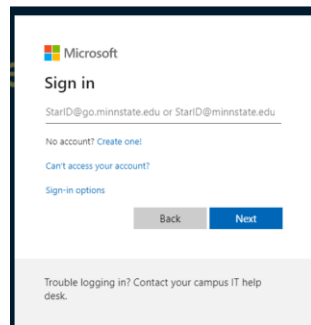 Microsoft
Sign in
StarID@go.minnstate.edu or StarID@minnstate.edu
No account? Create one!
Can't access your account?
Sign-in options
Back Next
Trouble logging in? Contact your campus IT help
desk.